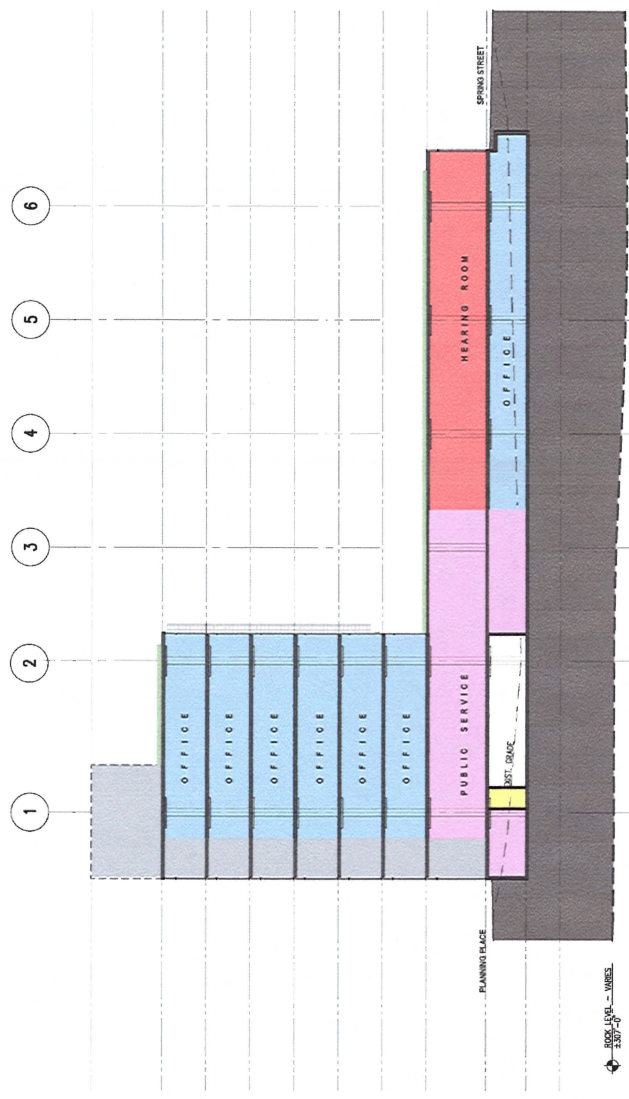 1
2
3
4
5
6
OFFICE
OFFICE
OFFICE
OFFICE
OFFICE
OFFICE
PUBLIC SERVICE
HEARING ROOM
OFFICE
EXIST. GRADE
PLANNING PLACE
SPRING STREET
ROCK LEVEL - VARIES
±307'-0"